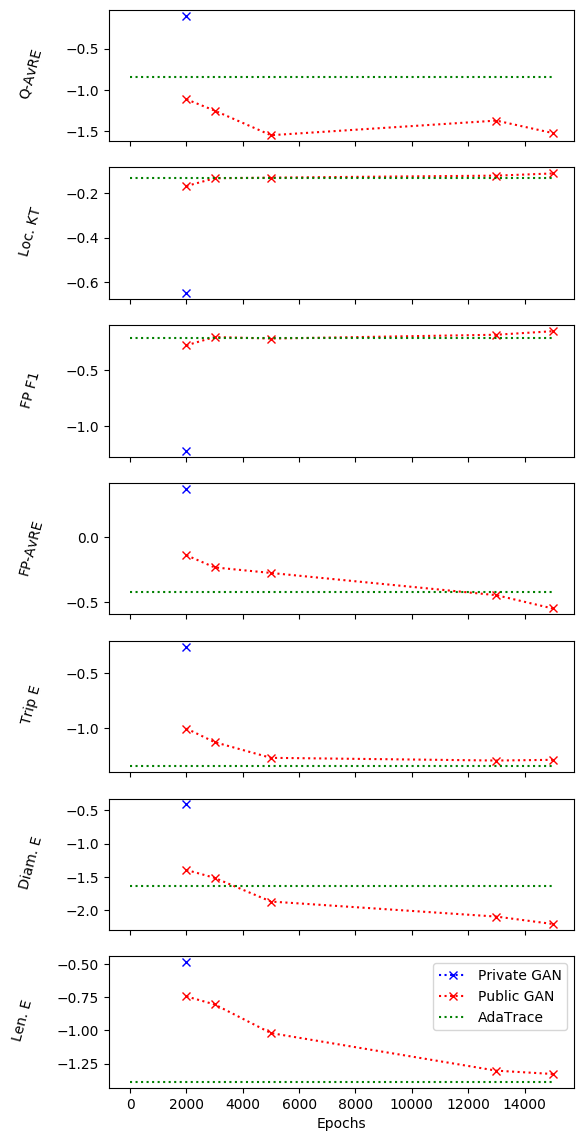 Q-AvRE
−0.5
−1.0
−1.5
Loc. KT
−0.2
−0.4
−0.6
FP F1
−0.5
−1.0
FP-AvRE
0.0
−0.5
Trip E
−0.5
−1.0
Diam. E
−0.5
−1.0
−1.5
−2.0
Len. E
−0.50
−0.75
−1.00
−1.25
Private GAN
Public GAN
AdaTrace
0 2000 4000 6000 8000 10000 12000 14000
Epochs